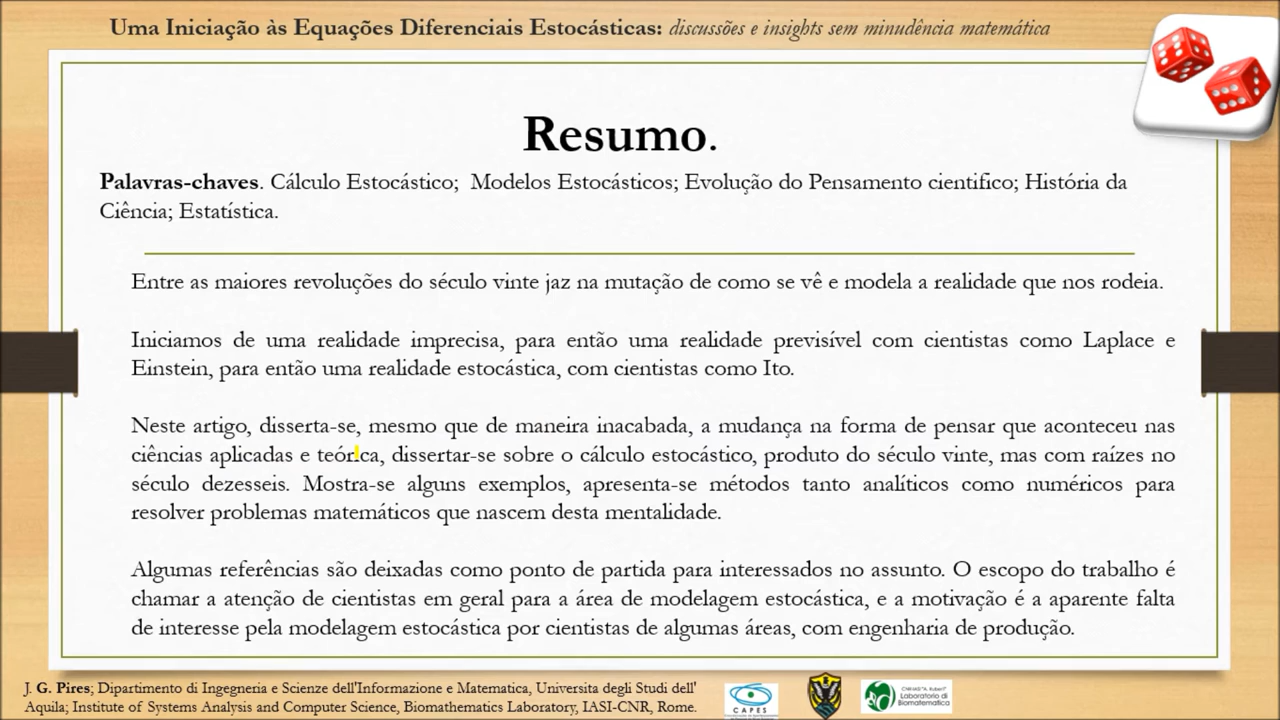 Uma Iniciação às Equações Diferenciais Estocásticas: discussões e insights sem minudência matemática
Resumo.
Palavras-chaves. Cálculo Estocástico; Modelos Estocásticos; Evolução do Pensamento cientifico; História da
Ciência; Estatística.
Entre as maiores revoluções do século vinte jaz na mutação de como se vê e modela a realidade que nos rodeia.
Iniciamos de uma realidade imprecisa, para então uma realidade previsível com cientistas como Laplace e
Einstein, para então uma realidade estocástica, com cientistas como Ito.
Neste artigo, disserta-se, mesmo que de maneira inacabada, a mudança na forma de pensar que aconteceu nas
ciências aplicadas e teórica, dissertar-se sobre o cálculo estocástico, produto do século vinte, mas com raízes no
século dezesseis. Mostra-se alguns exemplos, apresenta-se métodos tanto analíticos como numéricos para
resolver problemas matemáticos que nascem desta mentalidade.
Algumas referências são deixadas como ponto de partida para interessados no assunto. O escopo do trabalho é
chamar a atenção de cientistas em geral para a área de modelagem estocástica, e a motivação é a aparente falta
de interesse pela modelagem estocástica por cientistas de algumas áreas, com engenharia de produção.
J. G. Pires; Dipartimento di Ingegneria e Scienze dell'Informazione e Matematica, Universita degli Studi dell'
Aquila; Institute of Systems Analysis and Computer Science, Biomathematics Laboratory, IASI-CNR, Rome.
CAPES
Laboratorio di
Biomatematica